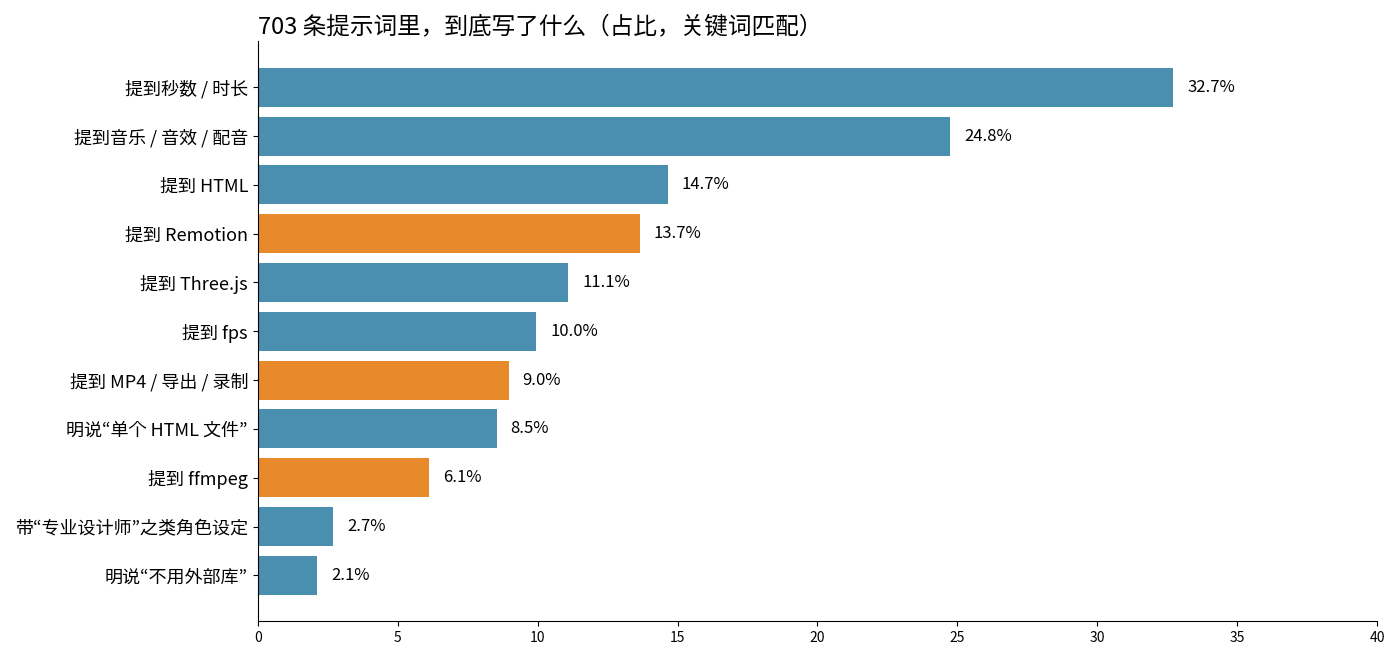 703 条提示词里，到底写了什么（占比，关键词匹配）
提到秒数 / 时长 32.7%
提到音乐 / 音效 / 配音 24.8%
提到 HTML 14.7%
提到 Remotion 13.7%
提到 Three.js 11.1%
提到 fps 10.0%
提到 MP4 / 导出 / 录制 9.0%
明说“单个 HTML 文件” 8.5%
提到 ffmpeg 6.1%
带“专业设计师”之类角色设定 2.7%
明说“不用外部库” 2.1%
0 5 10 15 20 25 30 35 40